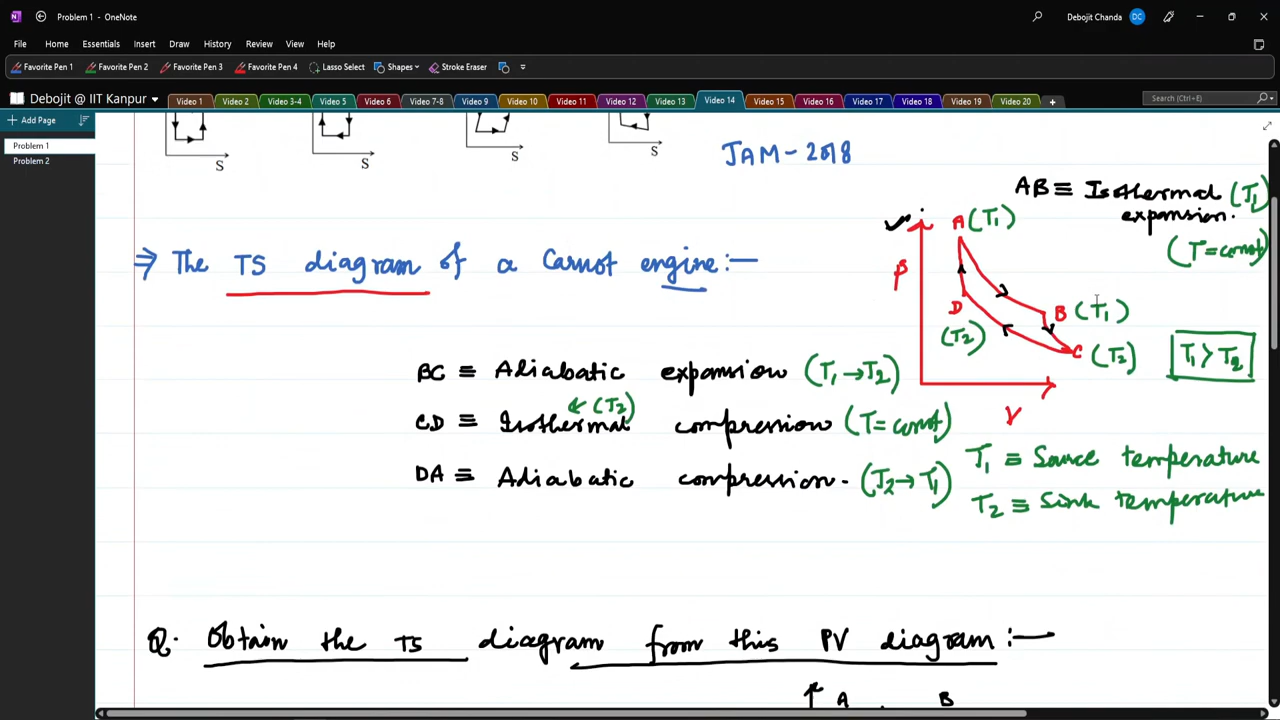 Problem 1 - OneNote
Debojit Chanda DC
File Home Essentials Insert Draw History Review View Help
Favorite Pen 1 Favorite Pen 2 Favorite Pen 3 Favorite Pen 4 Lasso Select Shapes Stroke Eraser
Debojit @ IIT Kanpur Video 1 Video 2 Video 3-4 Video 5 Video 6 Video 7-8 Video 9 Video 10 Video 11 Video 12 Video 13 Video 14 Video 15 Video 16 Video 17 Video 18 Video 19 Video 20 + Search (Ctrl+E)
Add Page
Problem 1
Problem 2
S S S S
JAM-2018
AB ≡ Isothermal (T1)
expansion.
(T=const)
⇒ The TS diagram of a Carnot engine:—
P
A (T1)
D
(T2)
B (T1)
C (T2)
V
T1 > T2
BC ≡ Adiabatic expansion (T1→T2)
← (T2)
CD ≡ Isothermal compression (T=const)
DA ≡ Adiabatic compression. (T2→T1)
T1 ≡ Source temperature
T2 ≡ Sink temperature
Q. Obtain the TS diagram from this PV diagram:—
A B